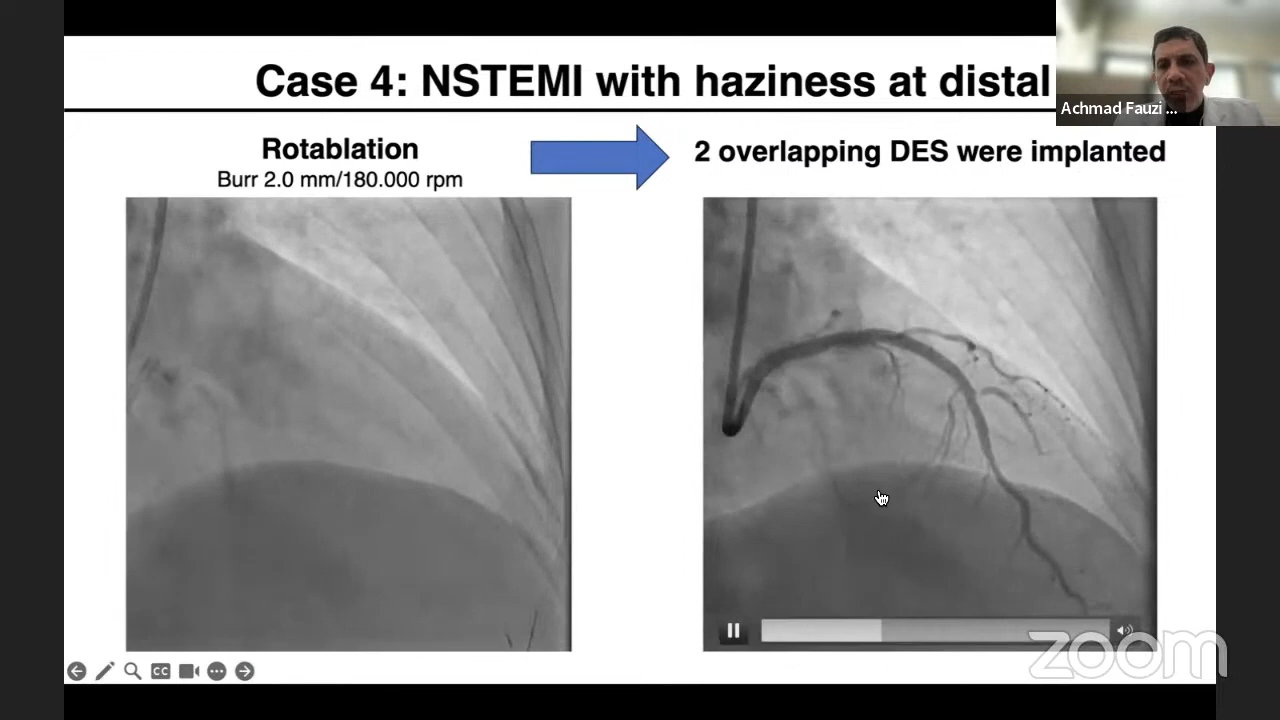 Case 4: NSTEMI with haziness at distal
Achmad Fauzi ...
Rotablation
Burr 2.0 mm/180.000 rpm
2 overlapping DES were implanted
CC
zoom